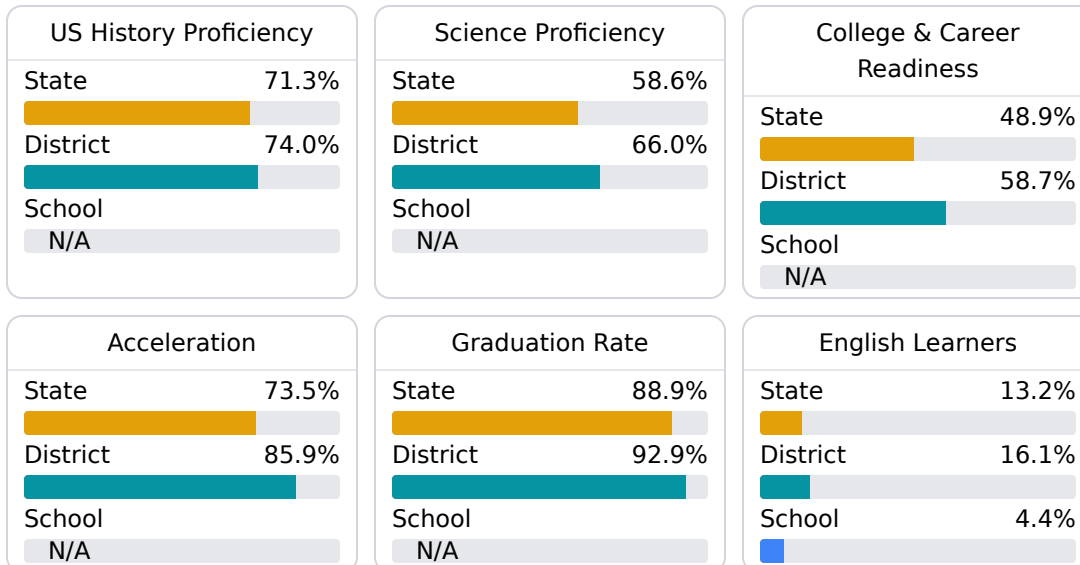 US History Proficiency
State 71.3%
District 74.0%
School
N/A
Science Proficiency
State 58.6%
District 66.0%
School
N/A
College & Career
Readiness
State 48.9%
District 58.7%
School
N/A
Acceleration
State 73.5%
District 85.9%
School
N/A
Graduation Rate
State 88.9%
District 92.9%
School
N/A
English Learners
State 13.2%
District 16.1%
School 4.4%